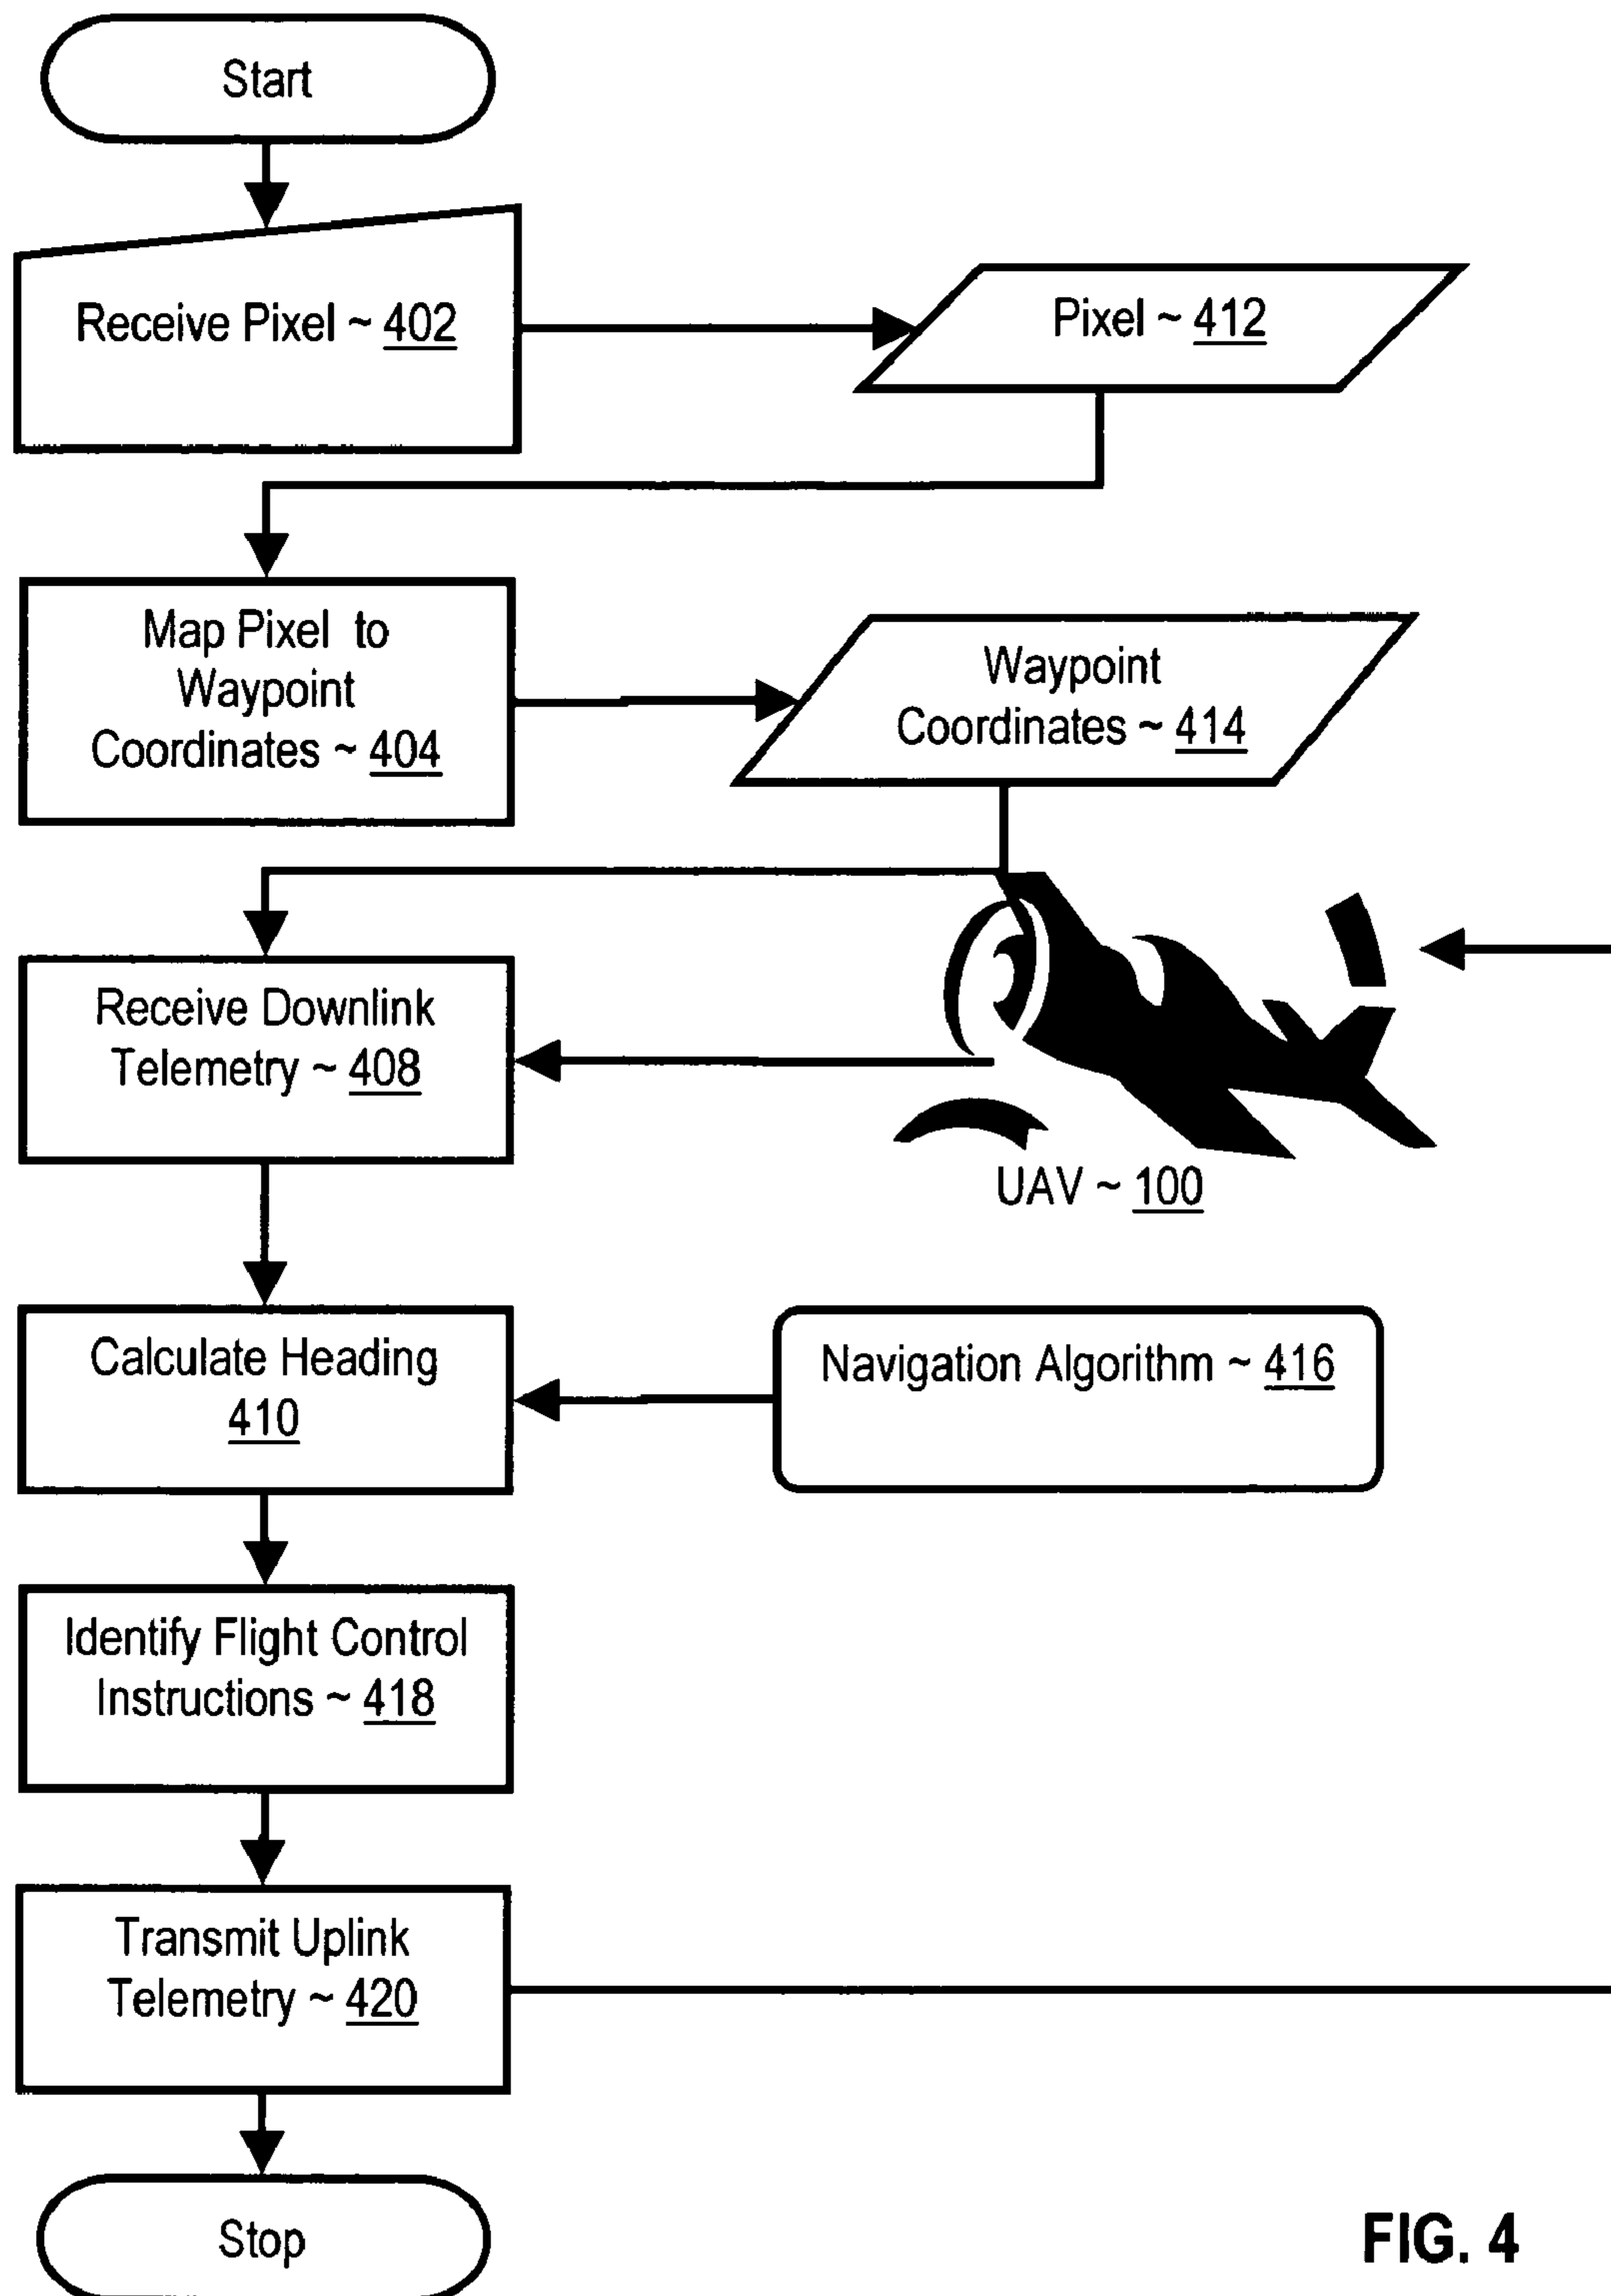 Start
Receive Pixel ~ 402
Pixel ~ 412
Map Pixel to
Waypoint
Coordinates ~ 404
Waypoint
Coordinates ~ 414
Receive Downlink
Telemetry ~ 408
UAV ~ 100
Calculate Heading
410
Navigation Algorithm ~ 416
Identify Flight Control
Instructions ~ 418
Transmit Uplink
Telemetry ~ 420
Stop
FIG. 4